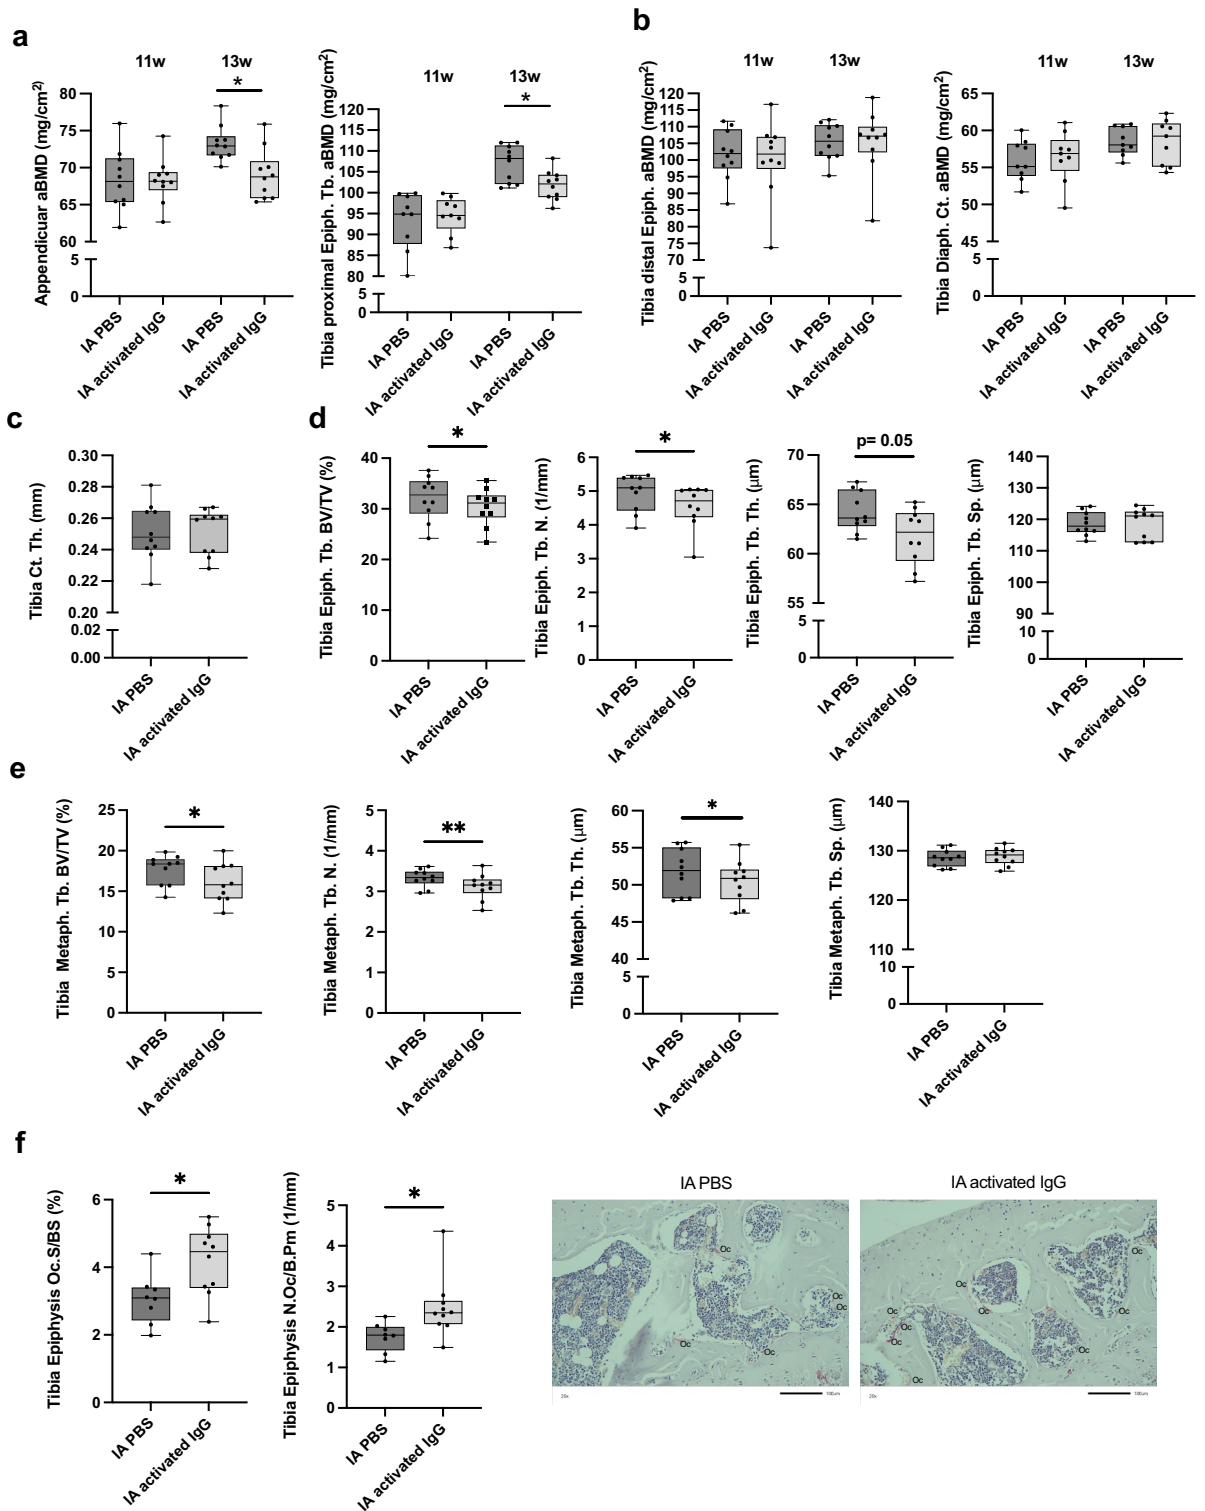 a
11w
13w
*
Appendicuar aBMD (mg/cm2)
80
75
70
65
60
5
0
IA PBS
IA activated IgG
IA PBS
IA activated IgG
11w
13w
*
Tibia proximal Epiph. Tb. aBMD (mg/cm2)
120
115
110
105
100
95
90
85
80
5
0
IA PBS
IA activated IgG
IA PBS
IA activated IgG
b
11w
13w
Tibia distal Epiph. aBMD (mg/cm2)
120
115
110
105
100
95
90
85
80
75
70
5
0
IA PBS
IA activated IgG
IA PBS
IA activated IgG
11w
13w
Tibia Diaph. Ct. aBMD (mg/cm2)
65
60
55
50
45
5
0
IA PBS
IA activated IgG
IA PBS
IA activated IgG
c
Tibia Ct. Th. (mm)
0.30
0.28
0.26
0.24
0.22
0.20
0.02
0.00
IA PBS
IA activated IgG
d
*
Tibia Epiph. Tb. BV/TV (%)
40
30
20
10
0
IA PBS
IA activated IgG
*
Tibia Epiph. Tb. N. (1/mm)
6
5
4
3
2
1
0
IA PBS
IA activated IgG
p= 0.05
Tibia Epiph. Tb. Th. (μm)
70
65
60
55
5
0
IA PBS
IA activated IgG
Tibia Epiph. Tb. Sp. (μm)
140
130
120
110
100
90
10
0
IA PBS
IA activated IgG
e
*
Tibia Metaph. Tb. BV/TV (%)
25
20
15
10
5
0
IA PBS
IA activated IgG
**
Tibia Metaph. Tb. N. (1/mm)
5
4
3
2
1
0
IA PBS
IA activated IgG
*
Tibia Metaph. Tb. Th. (μm)
60
55
50
45
40
5
0
IA PBS
IA activated IgG
Tibia Metaph. Tb. Sp. (μm)
140
130
120
110
10
0
IA PBS
IA activated IgG
f
*
Tibia Epiphysis Oc.S/BS (%)
6
4
2
0
IA PBS
IA activated IgG
*
Tibia Epiphysis N.Oc/B.Pm (1/mm)
5
4
3
2
1
0
IA PBS
IA activated IgG
IA PBS
Oc
Oc
Oc
Oc
Oc
20x
100μm
IA activated IgG
Oc
Oc
Oc
Oc
Oc
Oc
Oc
Oc
20x
100μm